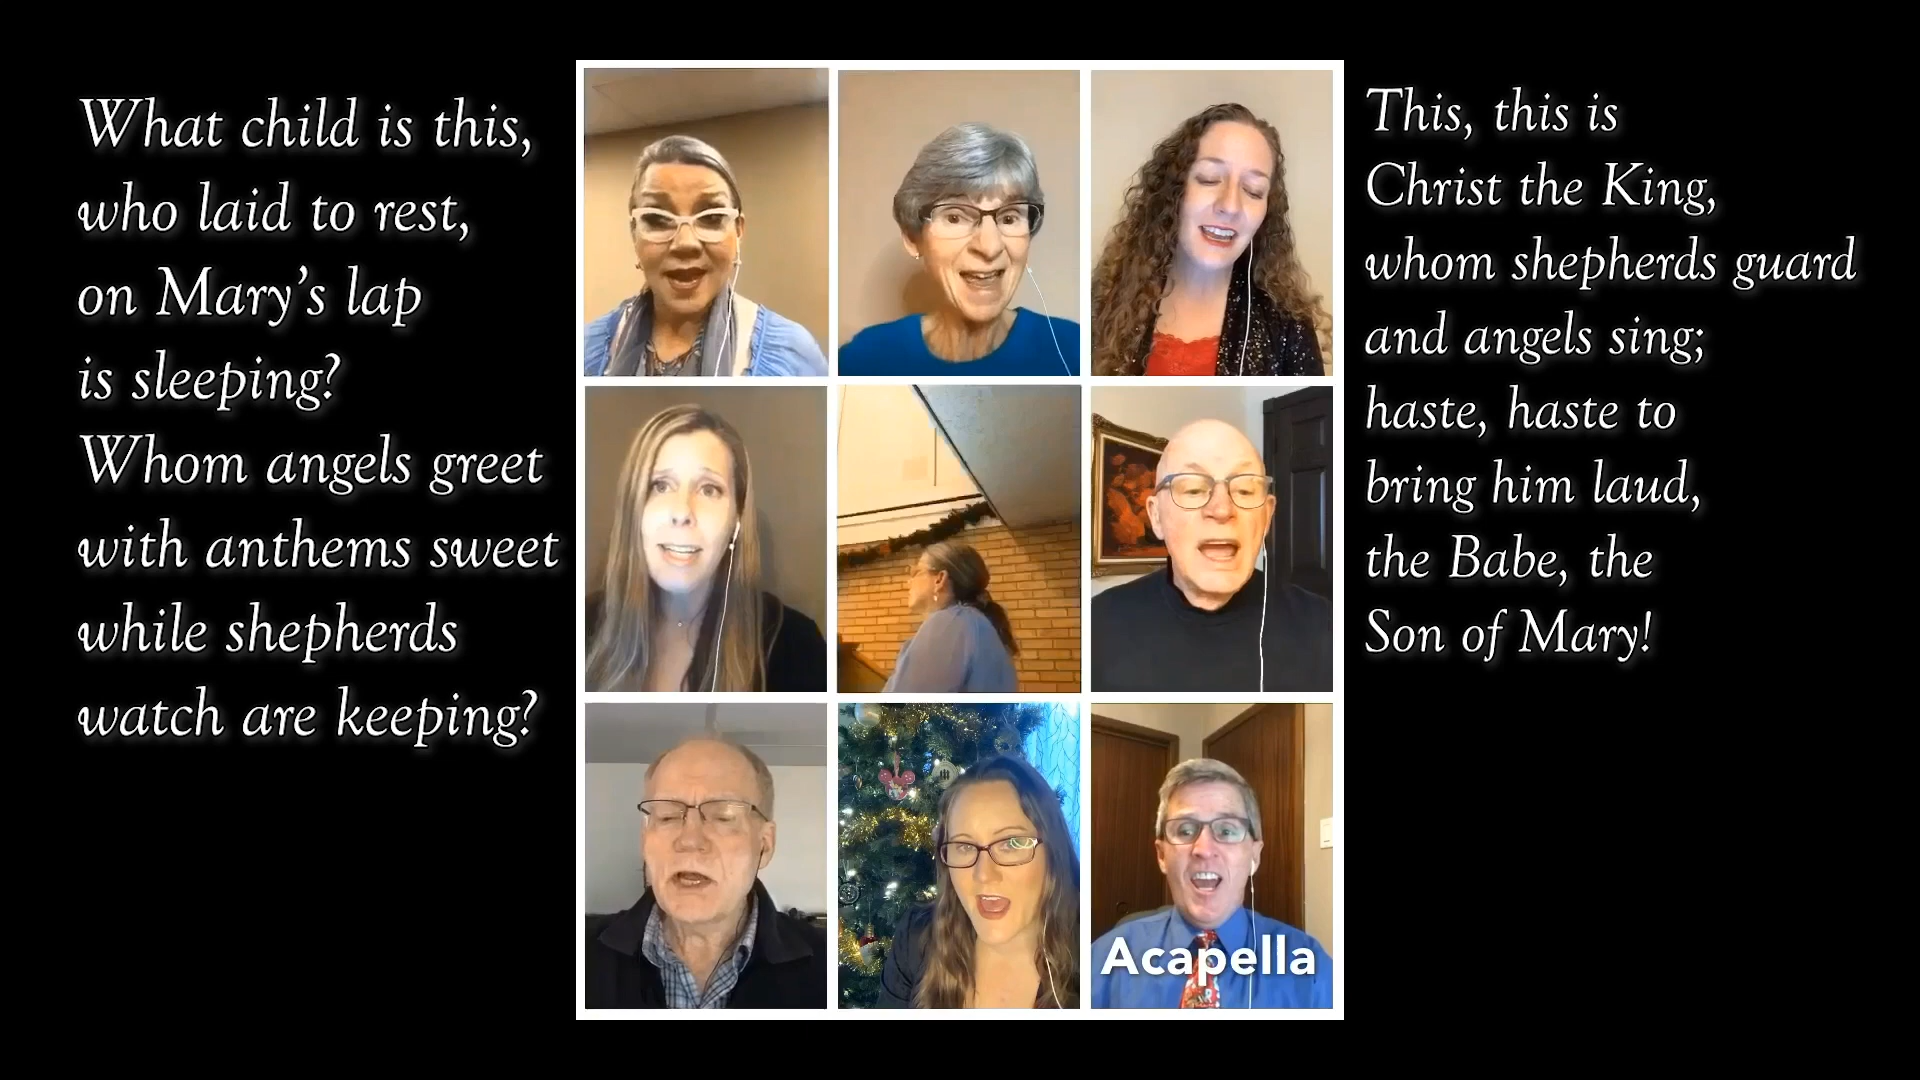 What child is this,
who laid to rest,
on Mary’s lap
is sleeping?
Whom angels greet
with anthems sweet
while shepherds
watch are keeping?
This, this is
Christ the King,
whom shepherds guard
and angels sing;
haste, haste to
bring him laud,
the Babe, the
Son of Mary!
Acapella